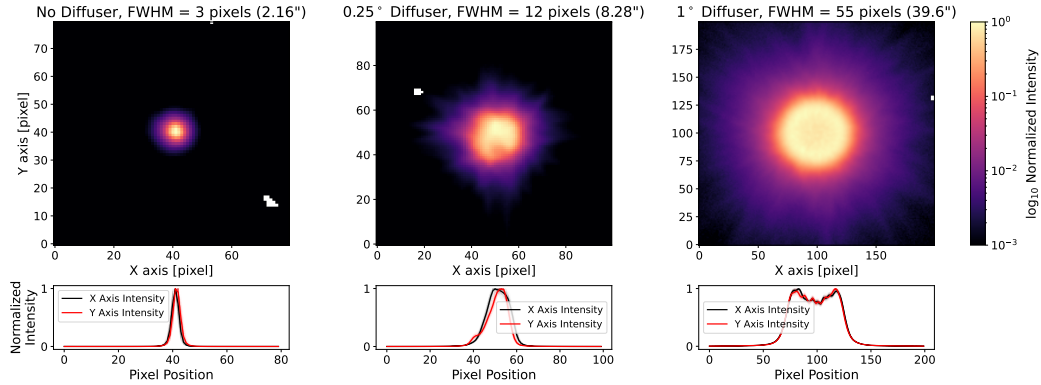 No Diffuser, FWHM = 3 pixels (2.16")
0.25° Diffuser, FWHM = 12 pixels (8.28")
1° Diffuser, FWHM = 55 pixels (39.6")
Y axis [pixel]
70
60
50
40
30
20
10
0
0 20 40 60
X axis [pixel]
80
60
40
20
0
0 20 40 60 80
X axis [pixel]
175
150
125
100
75
50
25
0
0 50 100 150
X axis [pixel]
10⁰
10⁻¹
10⁻²
10⁻³
log₁₀ Normalized Intensity
Normalized
Intensity
1
0
X Axis Intensity
Y Axis Intensity
0 20 40 60 80
Pixel Position
1
0
X Axis Intensity
Y Axis Intensity
0 20 40 60 80 100
Pixel Position
1
0
X Axis Intensity
Y Axis Intensity
0 50 100 150 200
Pixel Position